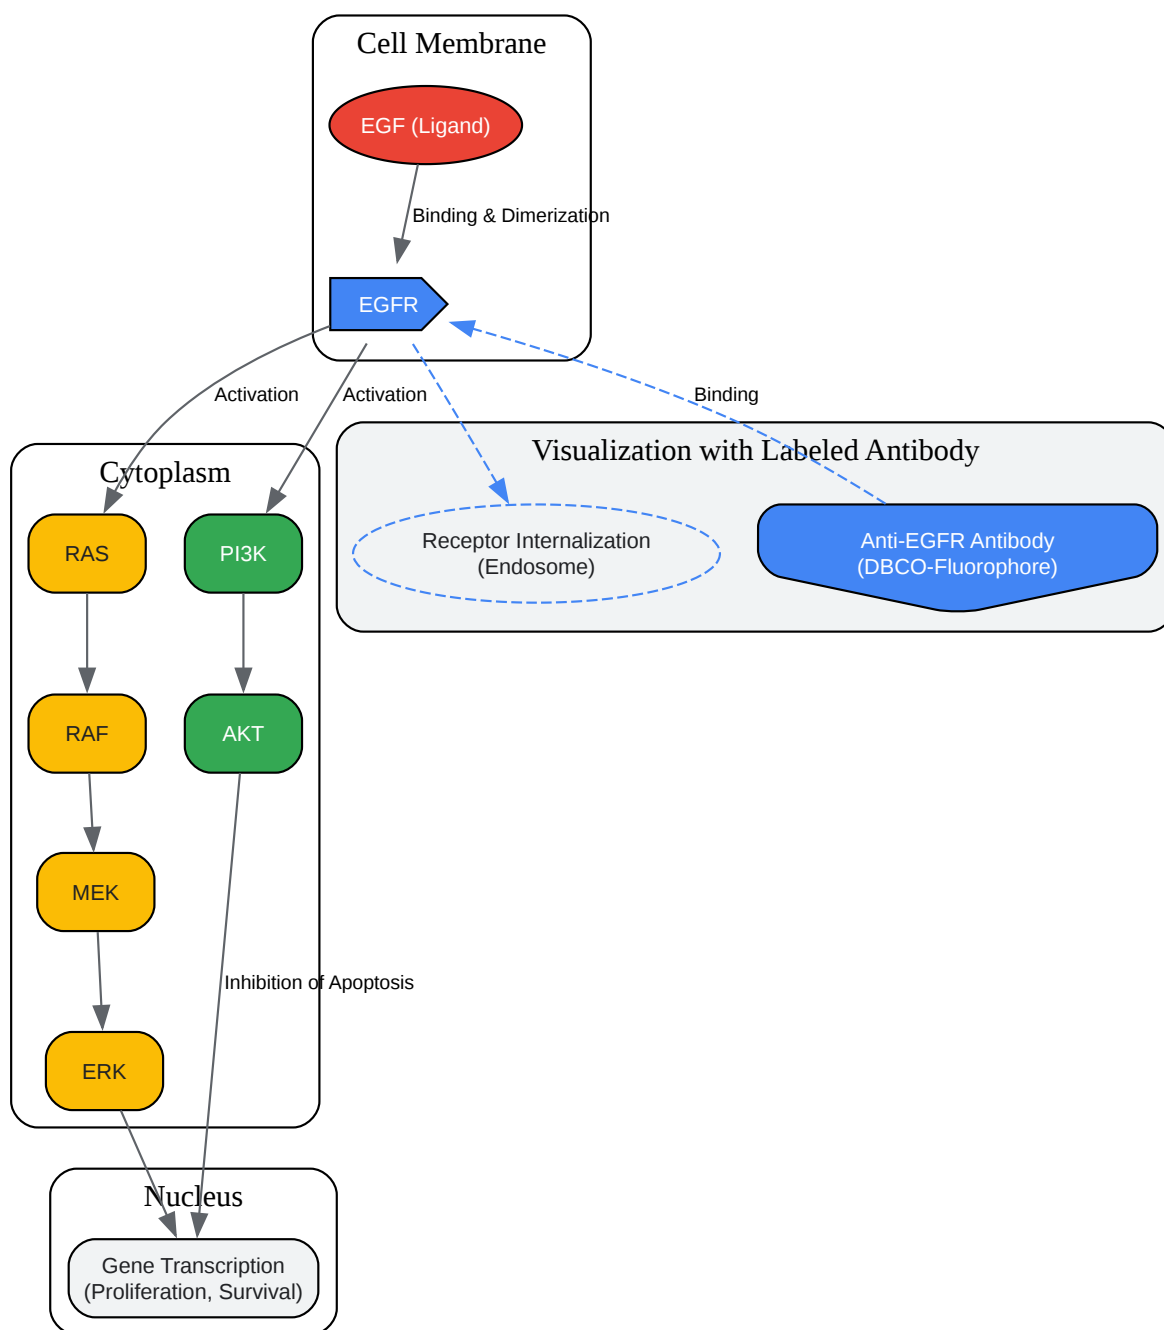 Cell Membrane
EGF (Ligand)
Binding & Dimerization
EGFR
Activation
Activation
Binding
Visualization with Labeled Antibody
Receptor Internalization
(Endosome)
Anti-EGFR Antibody
(DBCO-Fluorophore)
Cytoplasm
RAS
PI3K
RAF
AKT
MEK
Inhibition of Apoptosis
ERK
Nucleus
Gene Transcription
(Proliferation, Survival)